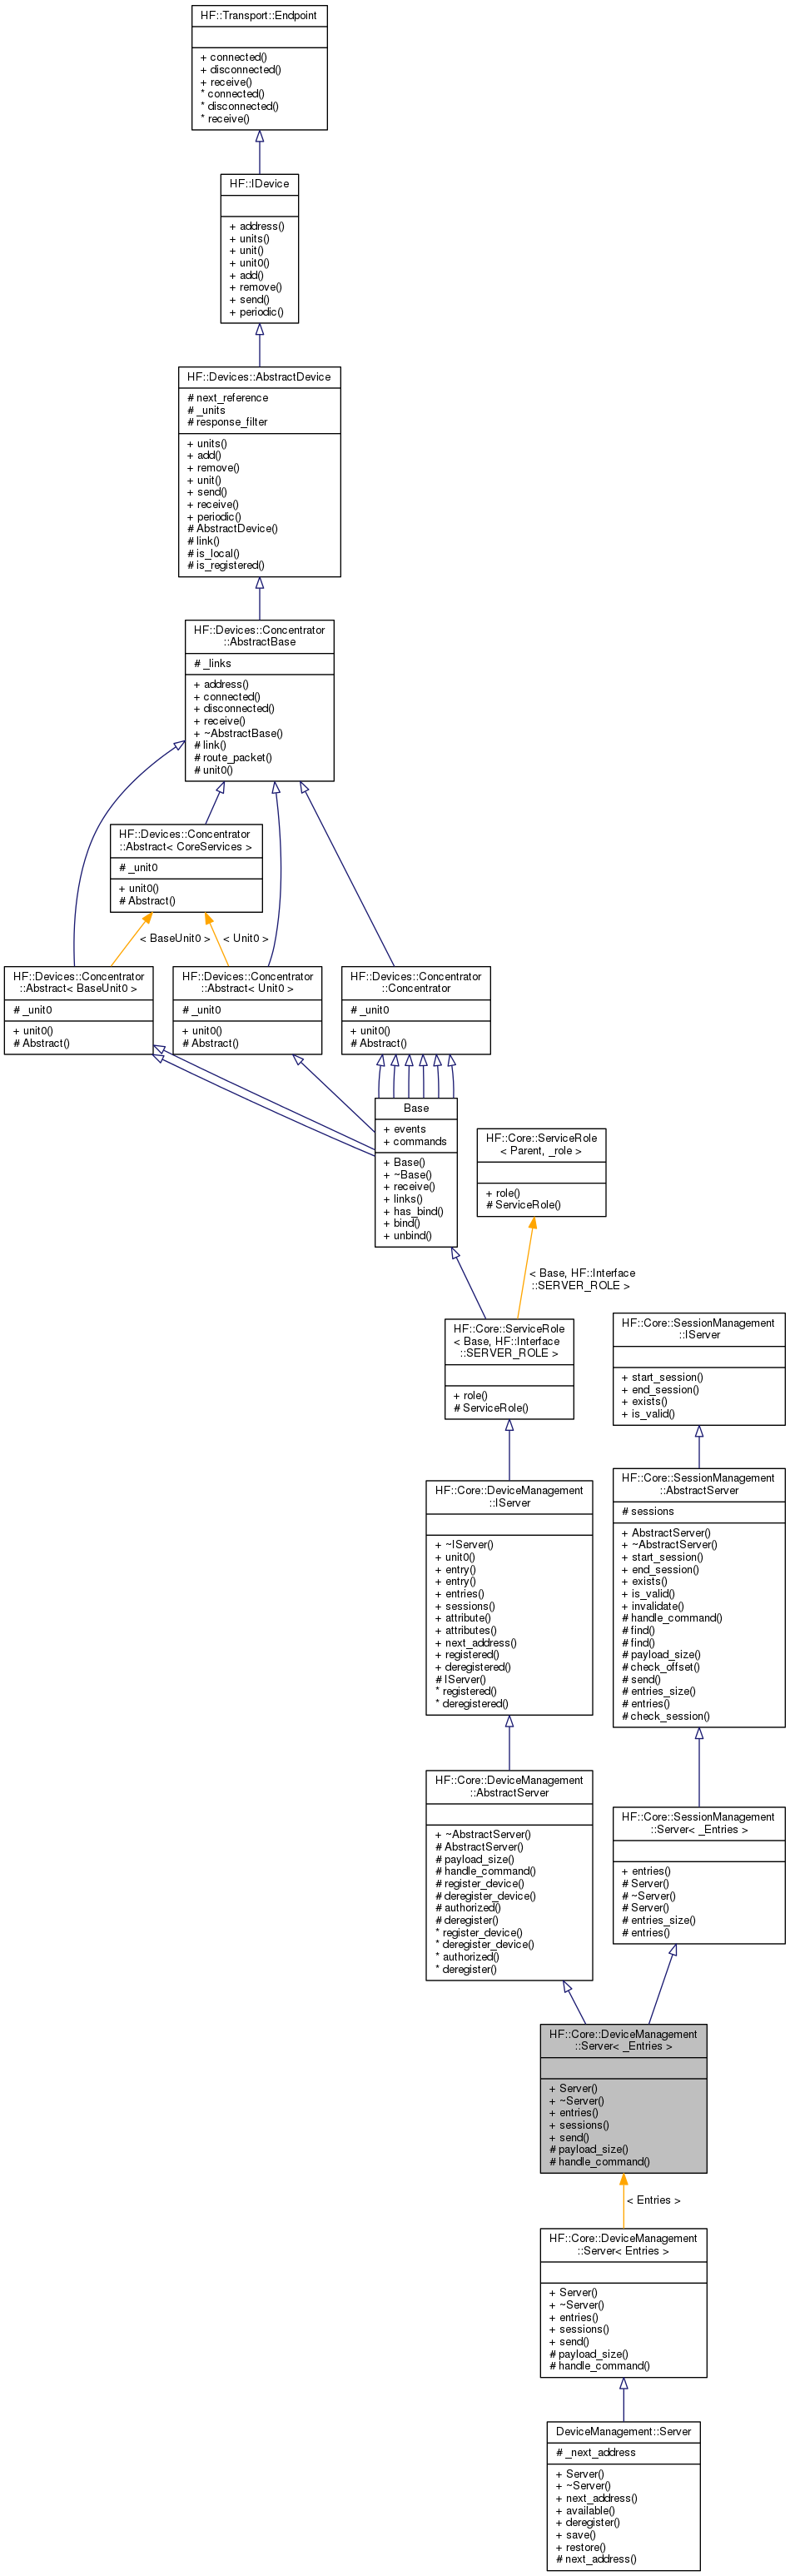 HF::Transport::Endpoint
+ connected()
+ disconnected()
+ receive()
* connected()
* disconnected()
* receive()
HF::IDevice
+ address()
+ units()
+ unit()
+ unit0()
+ add()
+ remove()
+ send()
+ periodic()
HF::Devices::AbstractDevice
# next_reference
# _units
# response_filter
+ units()
+ add()
+ remove()
+ unit()
+ send()
+ receive()
+ periodic()
# AbstractDevice()
# link()
# is_local()
# is_registered()
HF::Devices::Concentrator
::AbstractBase
# _links
+ address()
+ connected()
+ disconnected()
+ receive()
+ ~AbstractBase()
# link()
# route_packet()
# unit0()
HF::Devices::Concentrator
::Abstract< CoreServices >
# _unit0
+ unit0()
# Abstract()
< BaseUnit0 >
< Unit0 >
HF::Devices::Concentrator
::Abstract< BaseUnit0 >
# _unit0
+ unit0()
# Abstract()
HF::Devices::Concentrator
::Abstract< Unit0 >
# _unit0
+ unit0()
# Abstract()
HF::Devices::Concentrator
::Concentrator
# _unit0
+ unit0()
# Abstract()
Base
+ events
+ commands
+ Base()
+ ~Base()
+ receive()
+ links()
+ has_bind()
+ bind()
+ unbind()
HF::Core::ServiceRole
< Parent, _role >
+ role()
# ServiceRole()
< Base, HF::Interface
::SERVER_ROLE >
HF::Core::ServiceRole
< Base, HF::Interface
::SERVER_ROLE >
+ role()
# ServiceRole()
HF::Core::SessionManagement
::IServer
+ start_session()
+ end_session()
+ exists()
+ is_valid()
HF::Core::DeviceManagement
::IServer
+ ~IServer()
+ unit0()
+ entry()
+ entry()
+ entries()
+ sessions()
+ attribute()
+ attributes()
+ next_address()
+ registered()
+ deregistered()
# IServer()
* registered()
* deregistered()
HF::Core::SessionManagement
::AbstractServer
# sessions
+ AbstractServer()
+ ~AbstractServer()
+ start_session()
+ end_session()
+ exists()
+ is_valid()
+ invalidate()
# handle_command()
# find()
# find()
# payload_size()
# check_offset()
# send()
# entries_size()
# entries()
# check_session()
HF::Core::DeviceManagement
::AbstractServer
+ ~AbstractServer()
# AbstractServer()
# payload_size()
# handle_command()
# register_device()
# deregister_device()
# authorized()
# deregister()
* register_device()
* deregister_device()
* authorized()
* deregister()
HF::Core::SessionManagement
::Server< _Entries >
+ entries()
# Server()
# ~Server()
# Server()
# entries_size()
# entries()
HF::Core::DeviceManagement
::Server< _Entries >
+ Server()
+ ~Server()
+ entries()
+ sessions()
+ send()
# payload_size()
# handle_command()
< Entries >
HF::Core::DeviceManagement
::Server< Entries >
+ Server()
+ ~Server()
+ entries()
+ sessions()
+ send()
# payload_size()
# handle_command()
DeviceManagement::Server
# _next_address
+ Server()
+ ~Server()
+ next_address()
+ available()
+ deregister()
+ save()
+ restore()
# next_address()